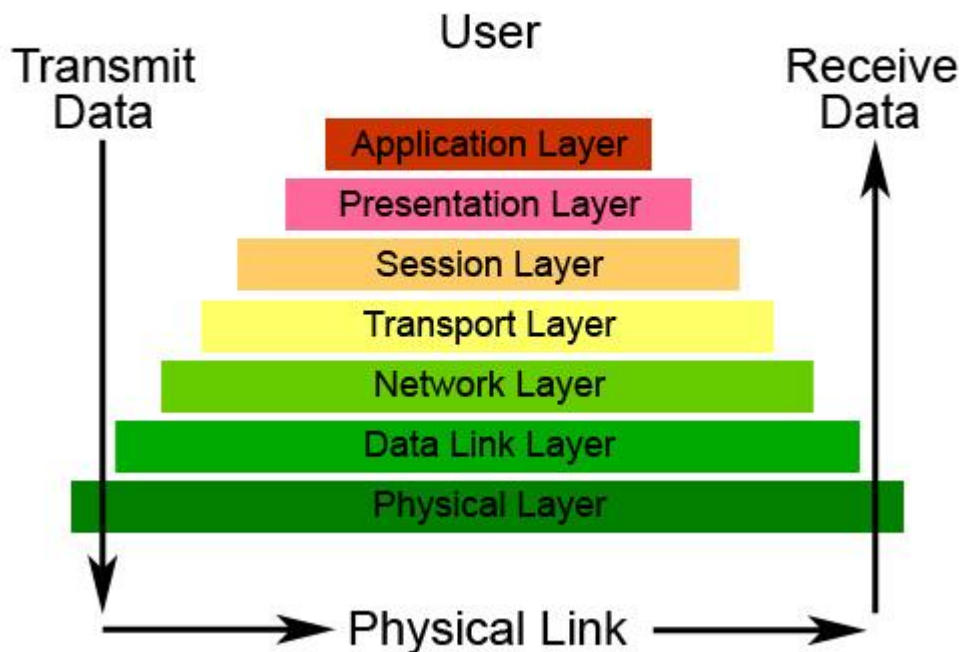 User
Transmit
Data
Receive
Data
Application Layer
Presentation Layer
Session Layer
Transport Layer
Network Layer
Data Link Layer
Physical Layer
Physical Link